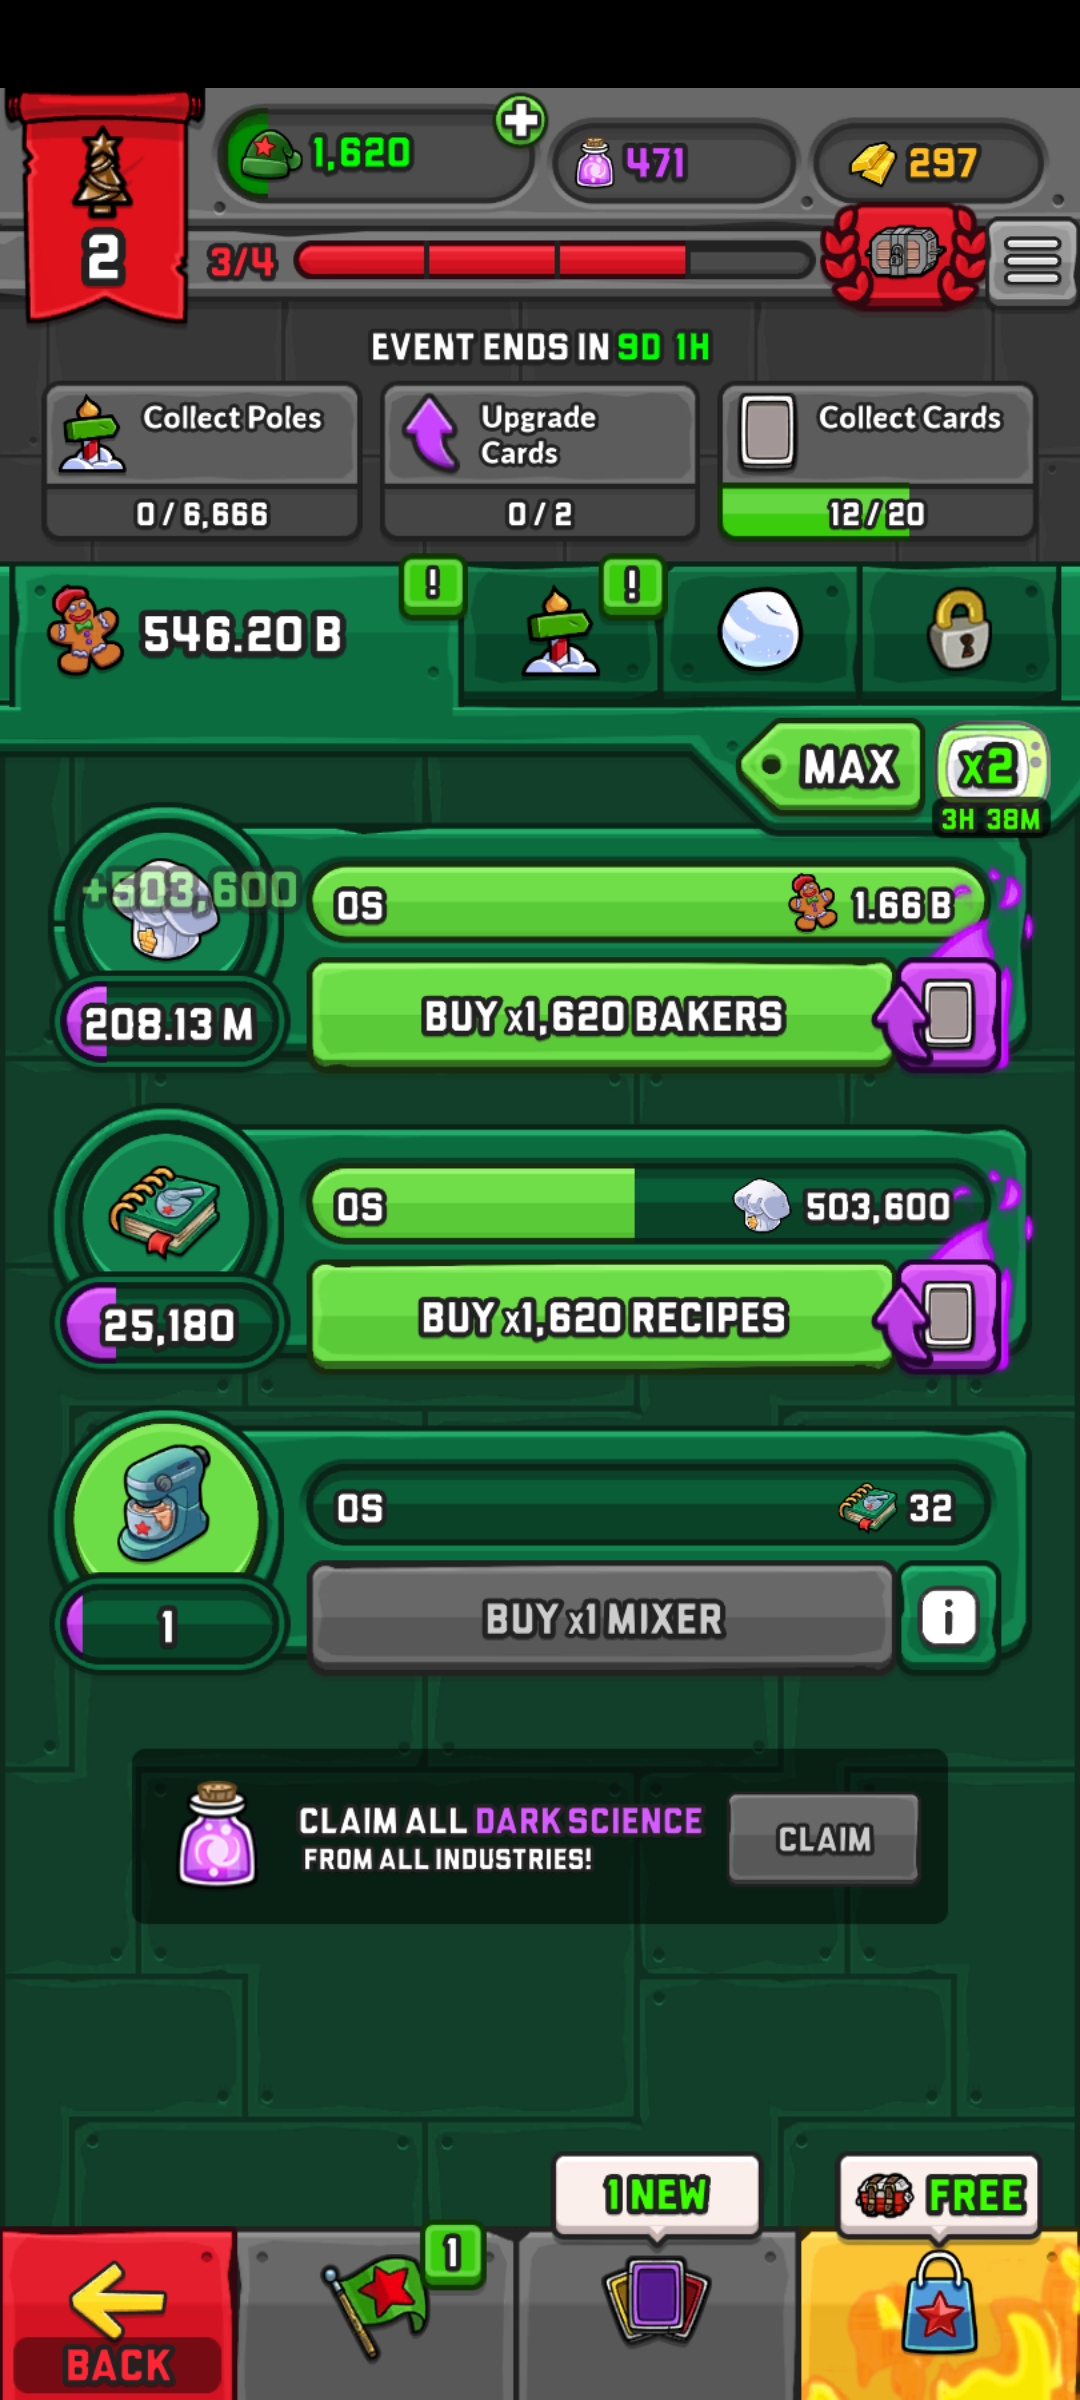 1,620
471
297
2
3/4
EVENT ENDS IN 9D 1H
Collect Poles
0 / 6,666
Upgrade
Cards
0 / 2
Collect Cards
12 / 20
546.20 B
!
!
MAX
x2
3H 38M
+503,600
208.13 M
0S
1.66 B
BUY x1,620 BAKERS
25,180
0S
503,600
BUY x1,620 RECIPES
1
0S
32
BUY x1 MIXER
i
CLAIM ALL DARK SCIENCE
FROM ALL INDUSTRIES!
CLAIM
1 NEW
FREE
1
BACK